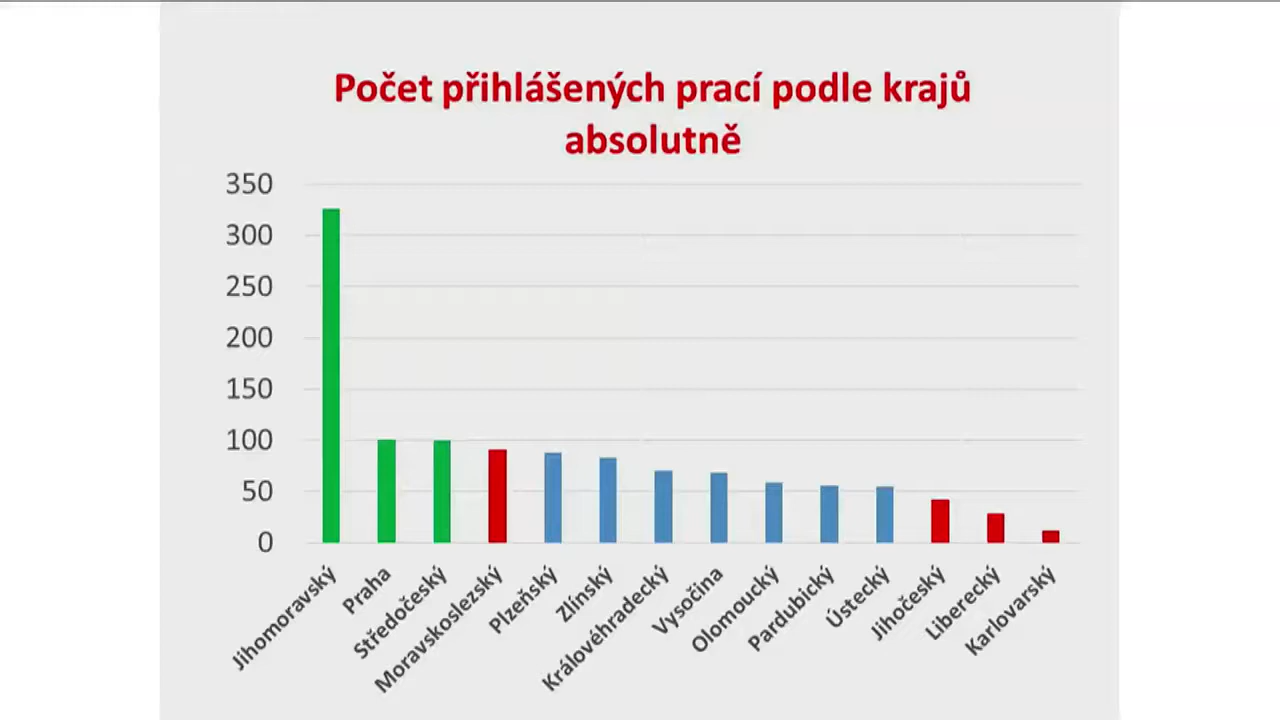 Počet přihlášených prací podle krajů
absolutně
350
300
250
200
150
100
50
0
Jihomoravský
Praha
Středočeský
Moravskoslezský
Plzeňský
Zlínský
Královéhradecký
Vysočina
Olomoucký
Pardubický
Ústecký
Jihočeský
Liberecký
Karlovarský